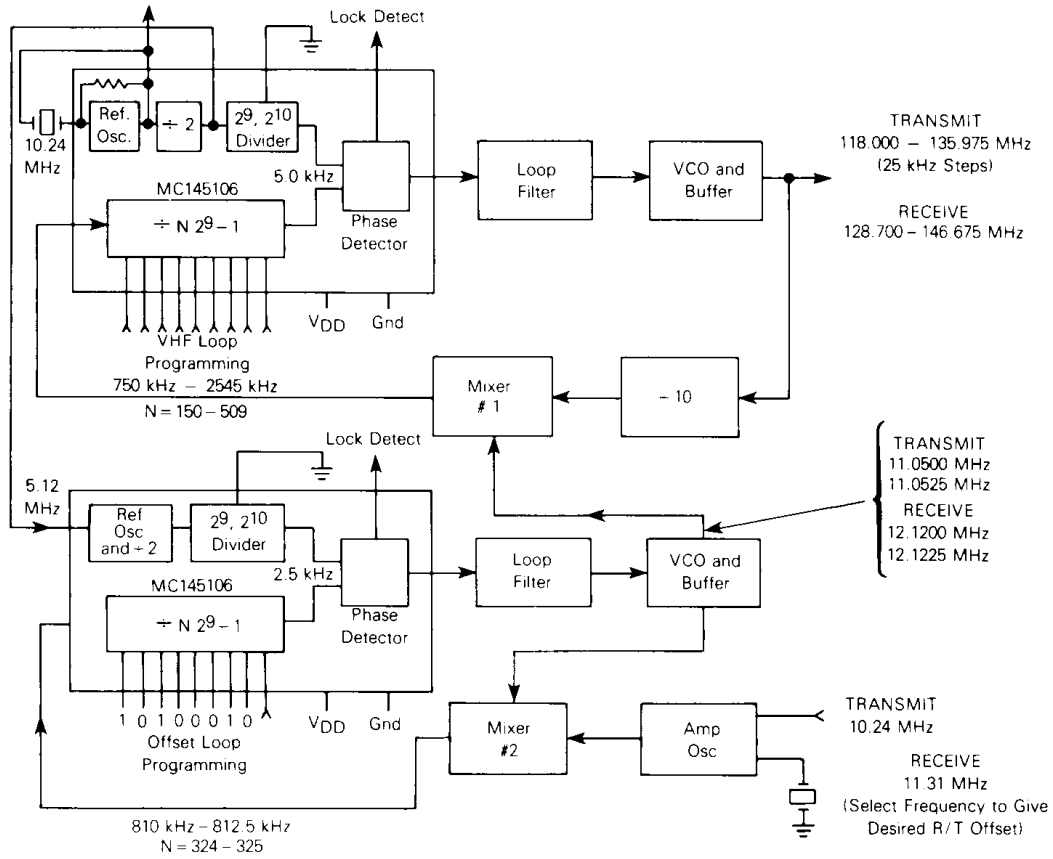 Lock Detect
Ref.
Osc.
÷ 2
2⁹, 2¹⁰
Divider
10.24
MHz
5.0 kHz
MC145106
÷ N 2⁹ – 1
Phase
Detector
Loop
Filter
VCO and
Buffer
TRANSMIT
118.000 – 135.975 MHz
(25 kHz Steps)
RECEIVE
128.700 – 146.675 MHz
VDD
Gnd
VHF Loop
Programming
750 kHz – 2545 kHz
N = 150 – 509
Mixer
# 1
– 10
Lock Detect
5.12
MHz
Ref
Osc
and ÷ 2
2⁹, 2¹⁰
Divider
2.5 kHz
MC145106
÷ N 2⁹ – 1
Phase
Detector
Loop
Filter
VCO and
Buffer
TRANSMIT
11.0500 MHz
11.0525 MHz
RECEIVE
12.1200 MHz
12.1225 MHz
1 0 1 0 0 0 1 0
VDD
Gnd
Offset Loop
Programming
Mixer
#2
Amp
Osc
TRANSMIT
10.24 MHz
RECEIVE
11.31 MHz
(Select Frequency to Give
Desired R/T Offset)
810 kHz – 812.5 kHz
N = 324 – 325